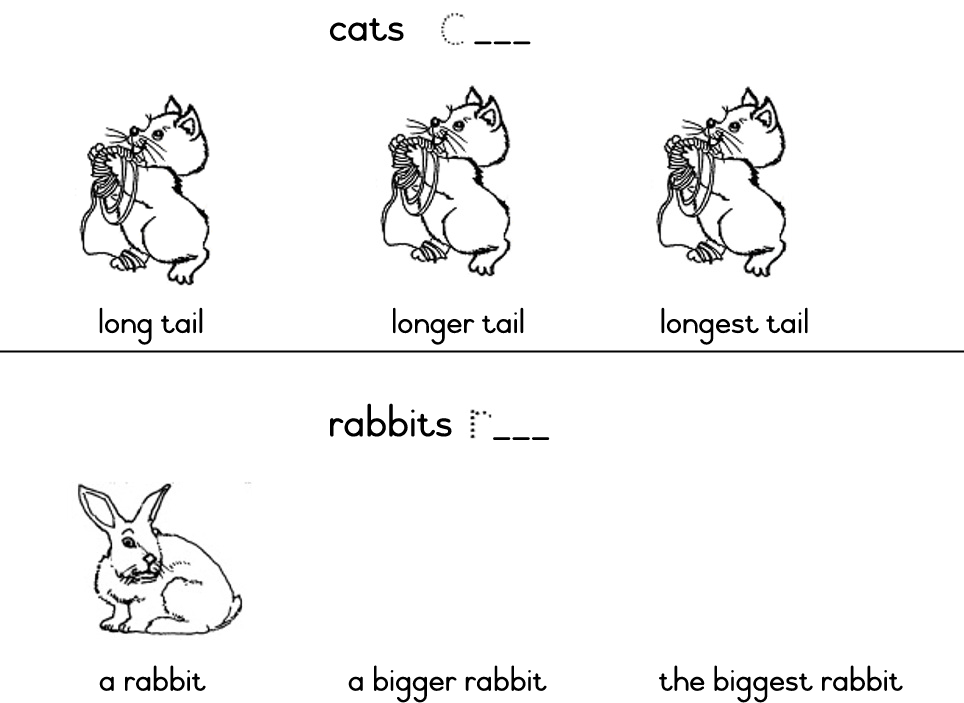 cats c___
long tail longer tail longest tail
rabbits r___
a rabbit a bigger rabbit the biggest rabbit